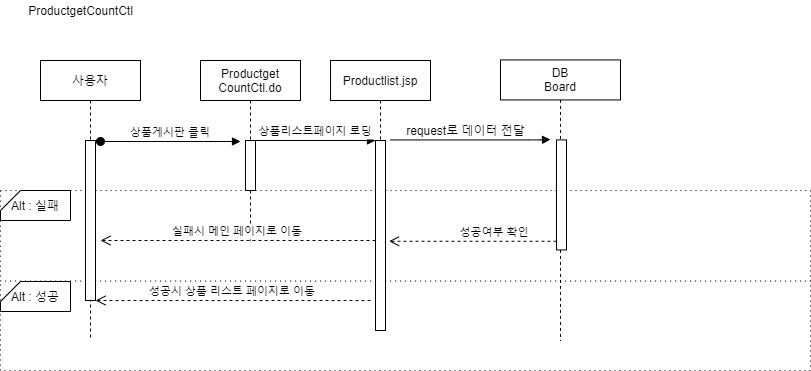 ProductgetCountCtl
사용자
Productget
CountCtl.do
Productlist.jsp
DB
Board
상품게시판 클릭
상품리스트페이지 로딩
request로 데이터 전달
Alt : 실패
실패시 메인 페이지로 이동
성공여부 확인
Alt : 성공
성공시 상품 리스트 페이지로 이동